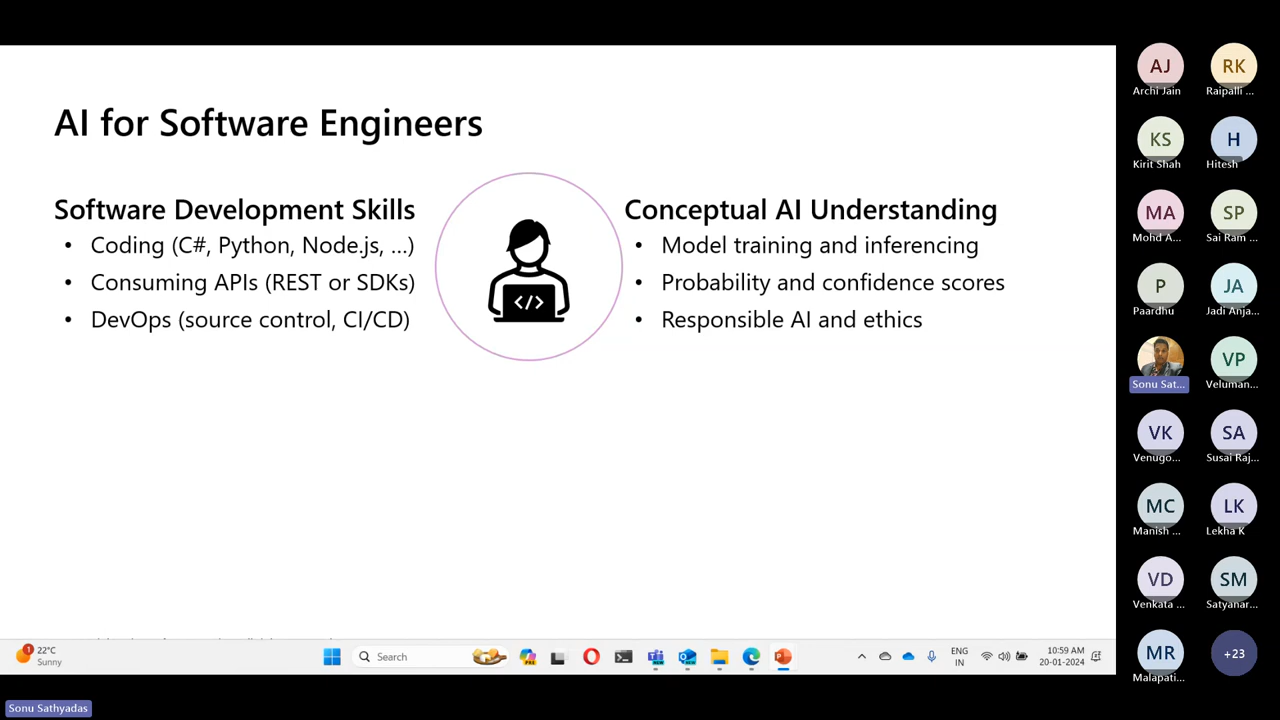 AI for Software Engineers
Software Development Skills
• Coding (C#, Python, Node.js, ...)
• Consuming APIs (REST or SDKs)
• DevOps (source control, CI/CD)
</>
Conceptual AI Understanding
• Model training and inferencing
• Probability and confidence scores
• Responsible AI and ethics
AJ
Archi Jain
RK
Raipalli ...
KS
Kirit Shah
H
Hitesh
MA
Mohd A...
SP
Sai Ram ...
P
Paardhu
JA
Jadi Anja...
Sonu Sat...
VP
Veluman...
VK
Venugo...
SA
Susai Raj...
MC
Manish ...
LK
Lekha K
VD
Venkata ...
SM
Satyanar...
MR
Malapati...
+23
1
22°C
Sunny
Search
PRE
ENG
IN
10:59 AM
20-01-2024
Sonu Sathyadas